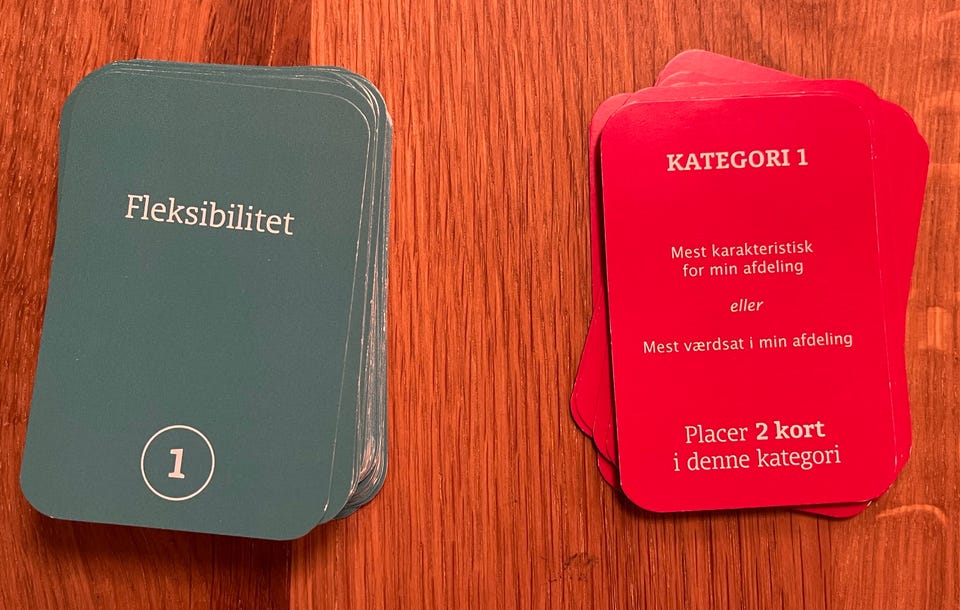 Fleksibilitet
1
KATEGORI 1
Mest karakteristisk
for min afdeling
eller
Mest værdsat i min afdeling
Placer 2 kort
i denne kategori